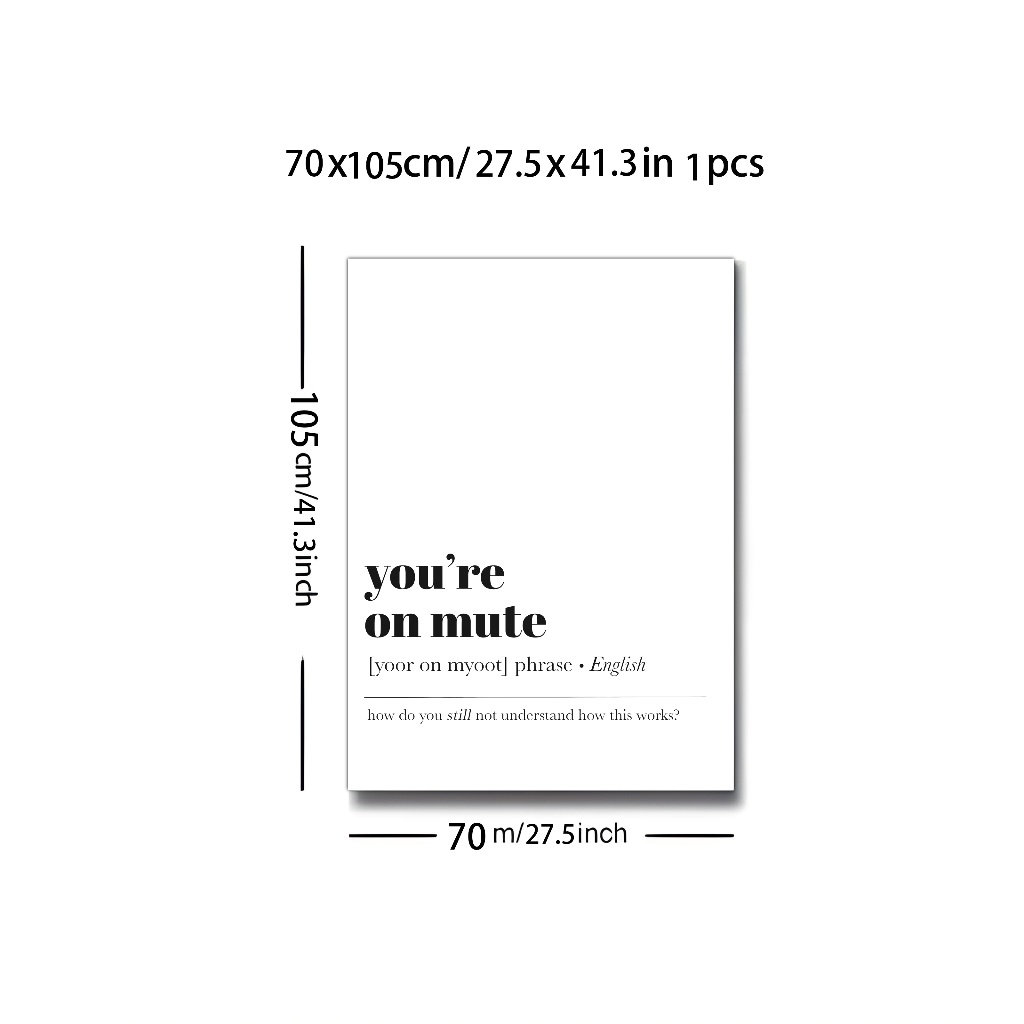 70x105cm/27.5x41.3in 1pcs
105cm/41.3inch
you’re
on mute
[yoor on myoot] phrase • English
how do you still not understand how this works?
70 m/27.5inch